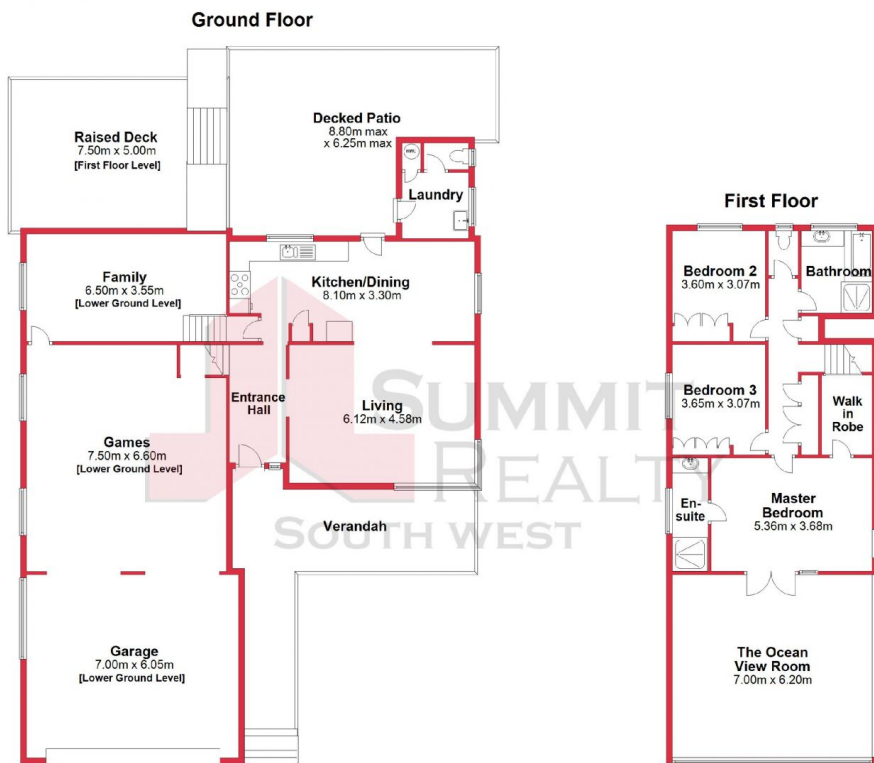 Ground Floor
Decked Patio
8.80m max
x 6.25m max
Raised Deck
7.50m x 5.00m
[First Floor Level]
HWS
Laundry
Family
6.50m x 3.55m
[Lower Ground Level]
Kitchen/Dining
8.10m x 3.30m
Entrance
Hall
Living
6.12m x 4.58m
Games
7.50m x 6.60m
[Lower Ground Level]
Verandah
Garage
7.00m x 6.05m
[Lower Ground Level]
First Floor
Bedroom 2
3.60m x 3.07m
Bathroom
Bedroom 3
3.65m x 3.07m
Walk
in
Robe
En-
suite
Master
Bedroom
5.36m x 3.68m
The Ocean
View Room
7.00m x 6.20m
SUMMIT
REALTY
SOUTH WEST